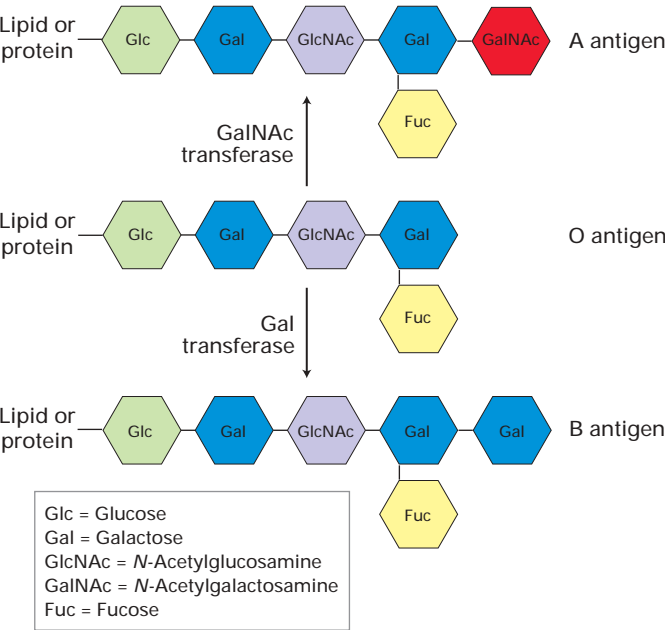 Lipid or
protein
Glc
Gal
GlcNAc
Gal
GalNAc
A antigen
Fuc
GalNAc
transferase
Lipid or
protein
Glc
Gal
GlcNAc
Gal
O antigen
Fuc
Gal
transferase
Lipid or
protein
Glc
Gal
GlcNAc
Gal
Gal
B antigen
Fuc
Glc = Glucose
Gal = Galactose
GlcNAc = N-Acetylglucosamine
GalNAc = N-Acetylgalactosamine
Fuc = Fucose